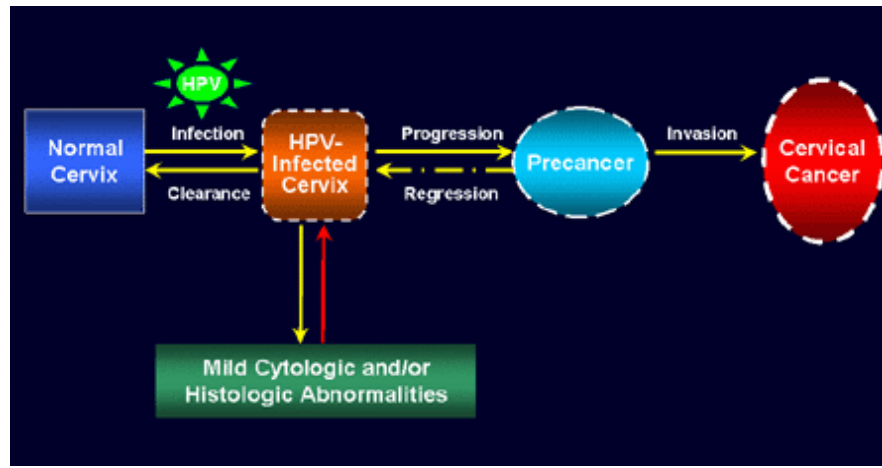 HPV
Normal
Cervix
Infection
Clearance
HPV-
Infected
Cervix
Progression
Regression
Precancer
Invasion
Cervical
Cancer
Mild Cytologic and/or
Histologic Abnormalities